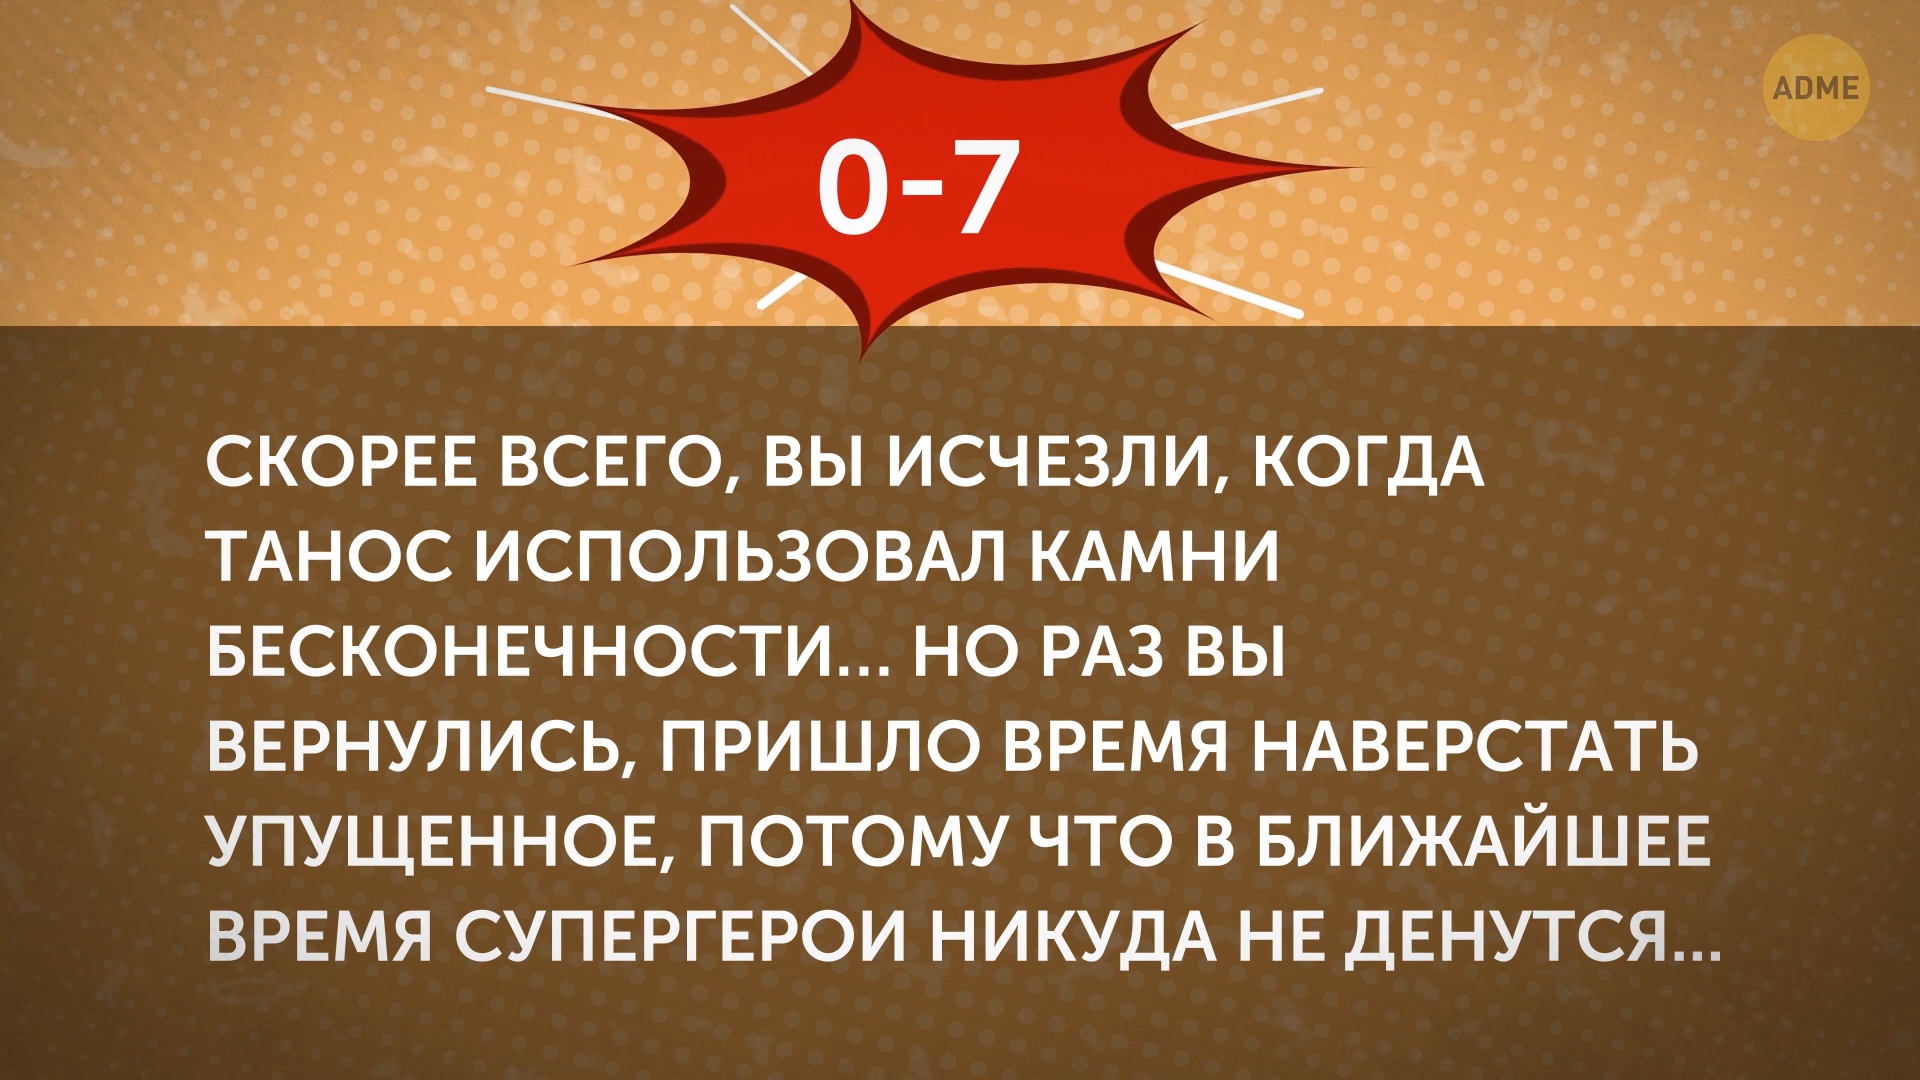 ADME
0-7
СКОРЕЕ ВСЕГО, ВЫ ИСЧЕЗЛИ, КОГДА
ТАНОС ИСПОЛЬЗОВАЛ КАМНИ
БЕСКОНЕЧНОСТИ... НО РАЗ ВЫ
ВЕРНУЛИСЬ, ПРИШЛО ВРЕМЯ НАВЕРСТАТЬ
УПУЩЕННОЕ, ПОТОМУ ЧТО В БЛИЖАЙШЕЕ
ВРЕМЯ СУПЕРГЕРОИ НИКУДА НЕ ДЕНУТСЯ...